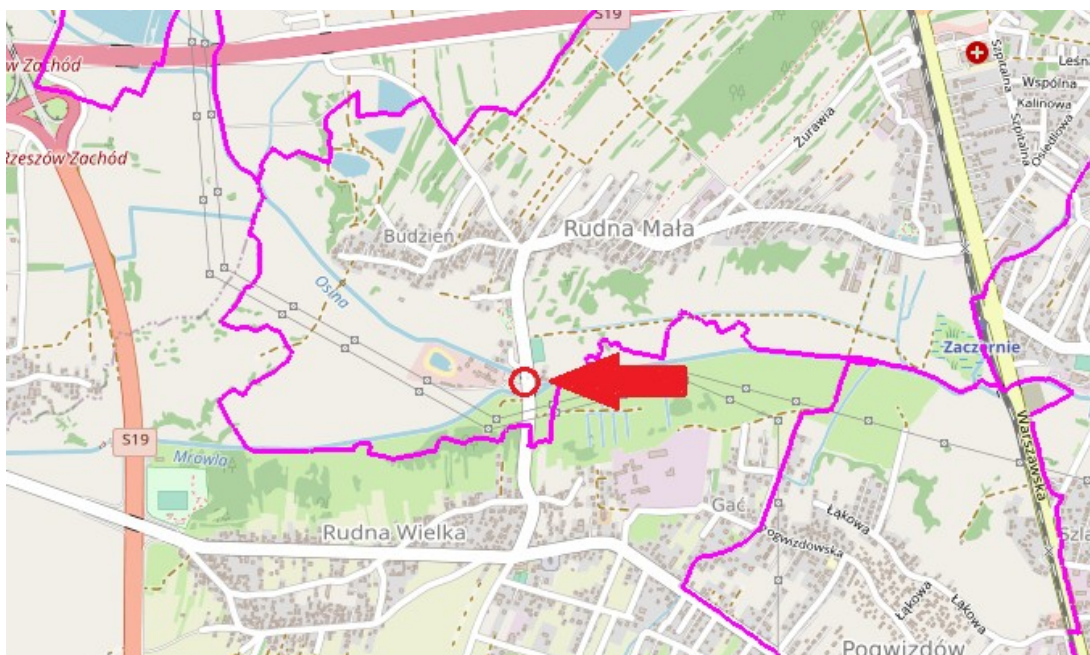 S19
w Zachód
Szpitalna
Leśna
Wspólna
Kalinowa
Szpitalna
Osiedlowa
Żurawia
Rzeszów Zachód
Rudna Mała
Budzień
Osina
Zaczernie
S19
Warszawska
Mrowla
Gać
Łąkowa
Rudna Wielka
Pogwizdowska
Szla
Łąkowa
Łąkowa
Pogwizdów